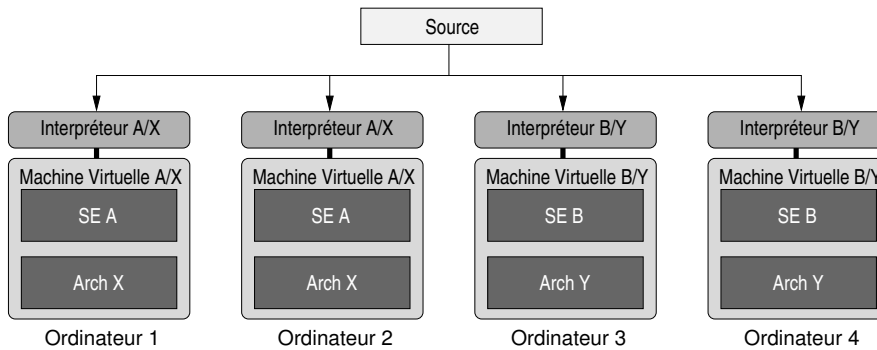 Source
Interpréteur A/X
Interpréteur A/X
Interpréteur B/Y
Interpréteur B/Y
Machine Virtuelle A/X
Machine Virtuelle A/X
Machine Virtuelle B/Y
Machine Virtuelle B/Y
SE A
SE A
SE B
SE B
Arch X
Arch X
Arch Y
Arch Y
Ordinateur 1
Ordinateur 2
Ordinateur 3
Ordinateur 4